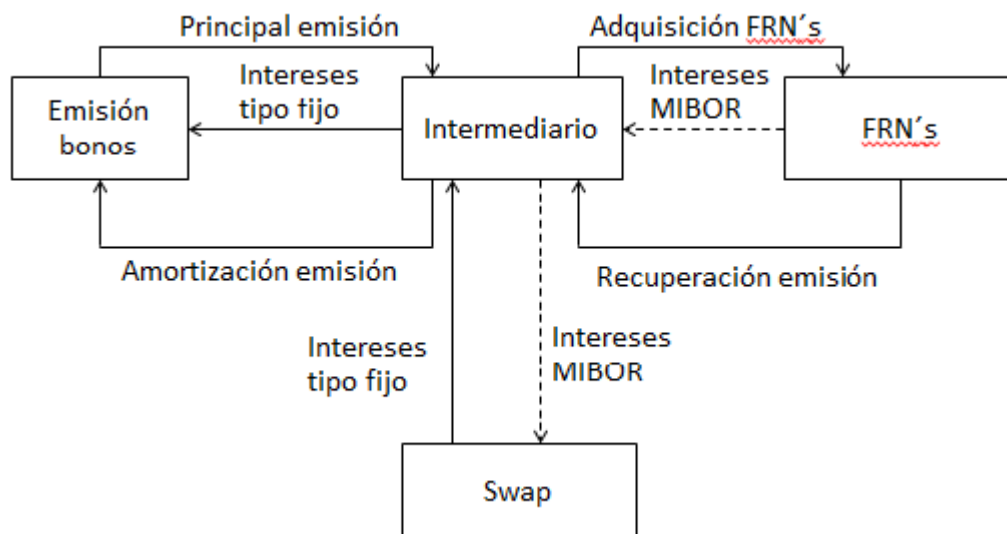 Principal emisión
Adquisición FRN´s
Intereses
tipo fijo
Intereses
MIBOR
Emisión
bonos
Intermediario
FRN´s
Amortización emisión
Recuperación emisión
Intereses
tipo fijo
Intereses
MIBOR
Swap